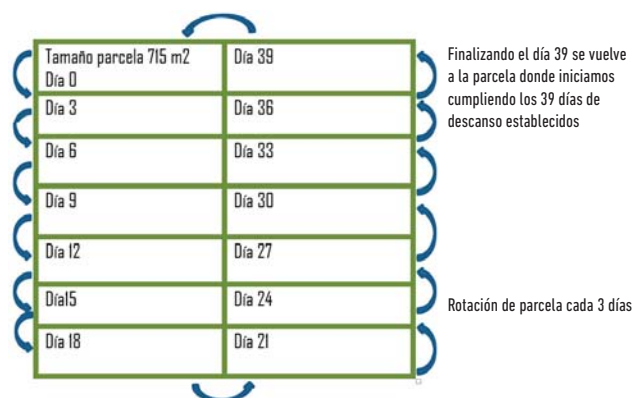 Tamaño parcela 715 m2
Día 0
Día 39
Día 3
Día 36
Día 6
Día 33
Día 9
Día 30
Día 12
Día 27
Día15
Día 24
Día 18
Día 21
Finalizando el día 39 se vuelve
a la parcela donde iniciamos
cumpliendo los 39 días de
descanso establecidos
Rotación de parcela cada 3 días